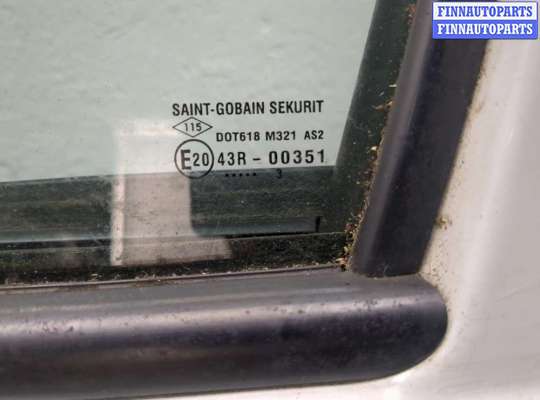 FINNAUTOPARTS
FINNAUTOPARTS
SAINT-GOBAIN SEKURIT
115
DOT618 M321 AS2
E20 43R-00351
..... 3